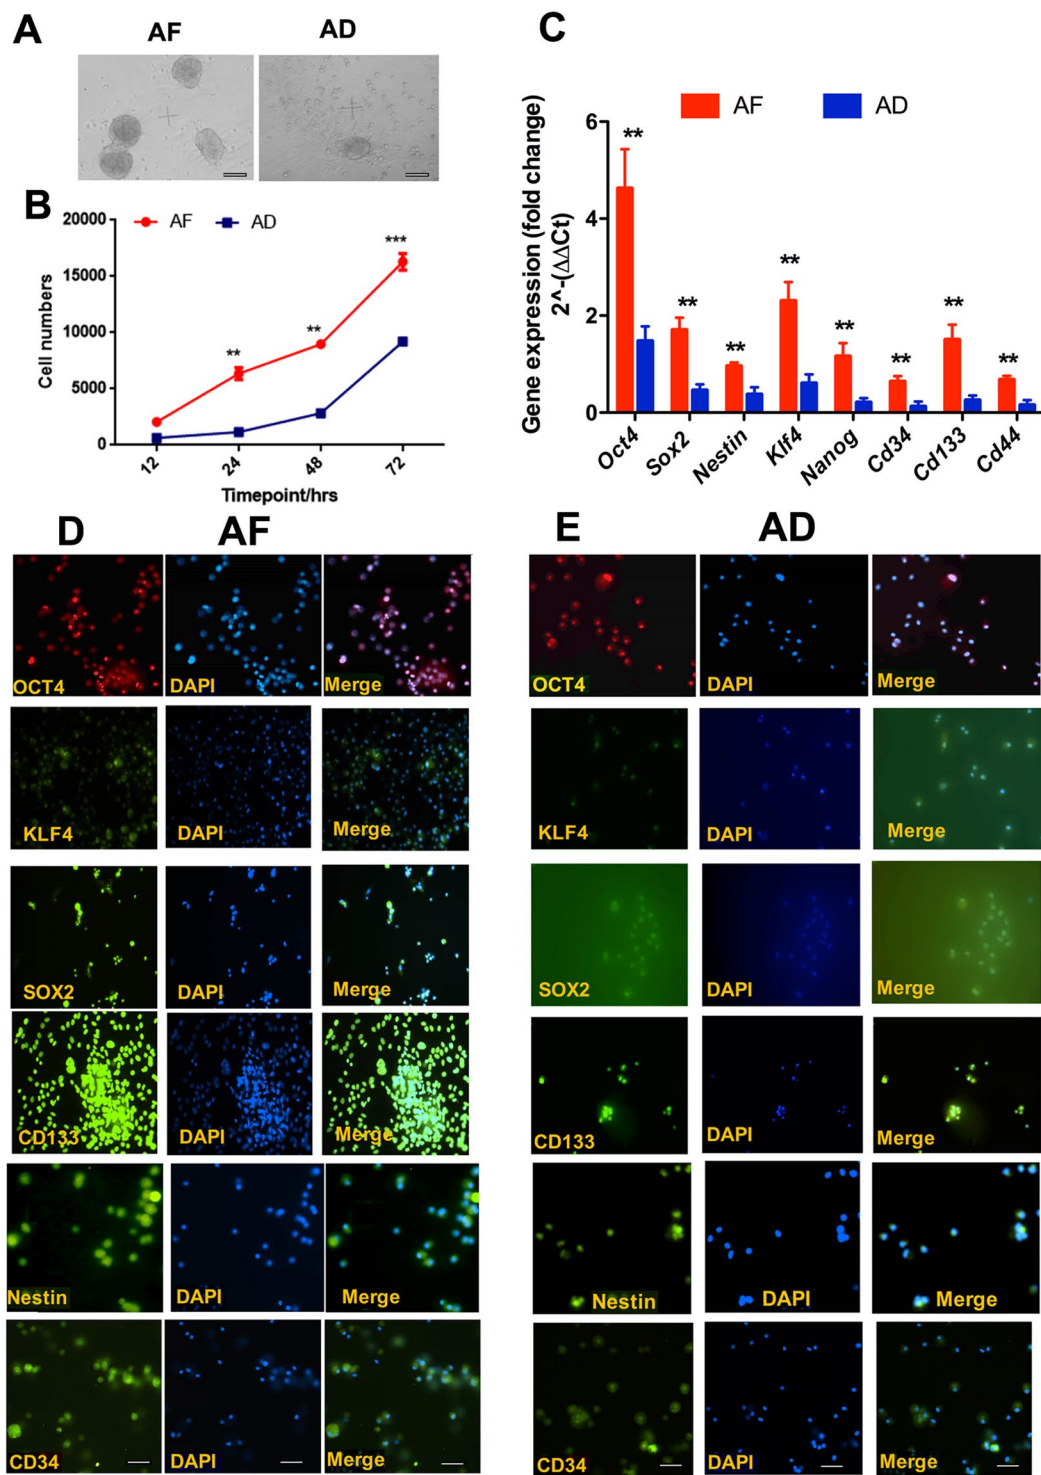 A
AF
AD
B
AF
AD
20000
15000
10000
5000
0
Cell numbers
**
**
***
12
24
48
72
Timepoint/hrs
C
AF
AD
Gene expression (fold change)
2^-(ΔΔCt)
6
4
2
0
**
**
**
**
**
**
**
**
Oct4
Sox2
Nestin
Klf4
Nanog
Cd34
Cd133
Cd44
D
AF
OCT4
DAPI
Merge
KLF4
DAPI
Merge
SOX2
DAPI
Merge
CD133
DAPI
Merge
Nestin
DAPI
Merge
CD34
DAPI
Merge
E
AD
OCT4
DAPI
Merge
KLF4
DAPI
Merge
SOX2
DAPI
Merge
CD133
DAPI
Merge
Nestin
DAPI
Merge
CD34
DAPI
Merge